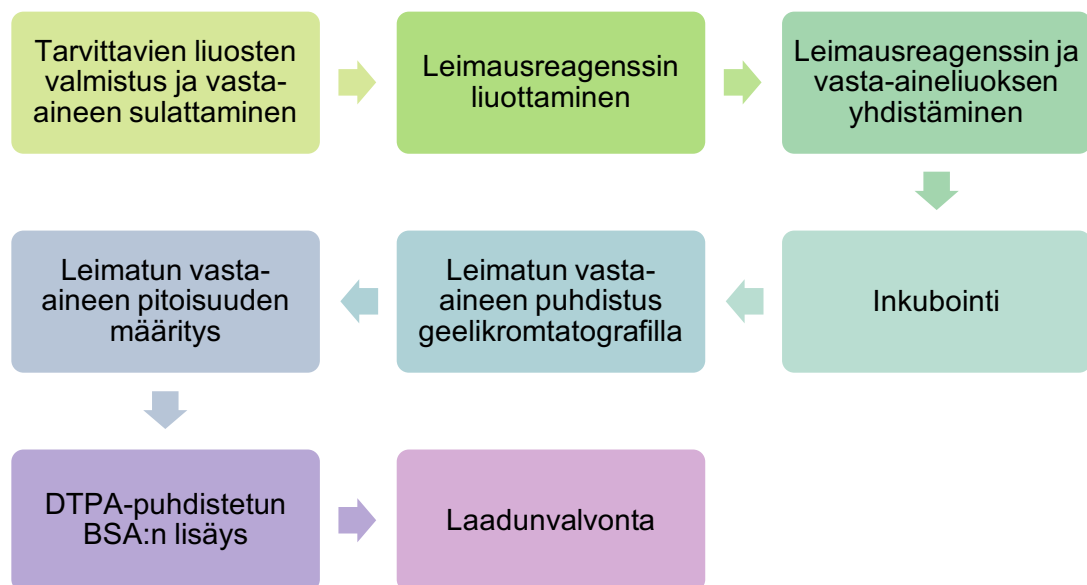 Tarvittavien liuosten
valmistus ja vasta-
aineen sulattaminen
Leimausreagenssin
liuottaminen
Leimausreagenssin ja
vasta-aineliuoksen
yhdistäminen
Inkubointi
Leimatun vasta-
aineen puhdistus
geelikromtatografilla
Leimatun vasta-
aineen pitoisuuden
määritys
DTPA-puhdistetun
BSA:n lisäys
Laadunvalvonta